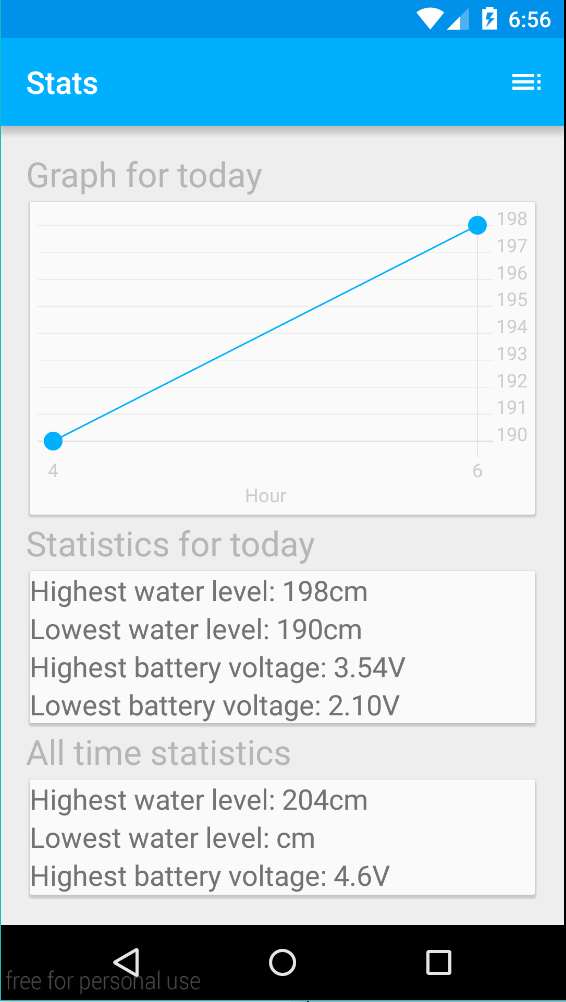 6:56
Stats
Graph for today
198
197
196
195
194
193
192
191
190
4 6
Hour
Statistics for today
Highest water level: 198cm
Lowest water level: 190cm
Highest battery voltage: 3.54V
Lowest battery voltage: 2.10V
All time statistics
Highest water level: 204cm
Lowest water level: cm
Highest battery voltage: 4.6V
free for personal use